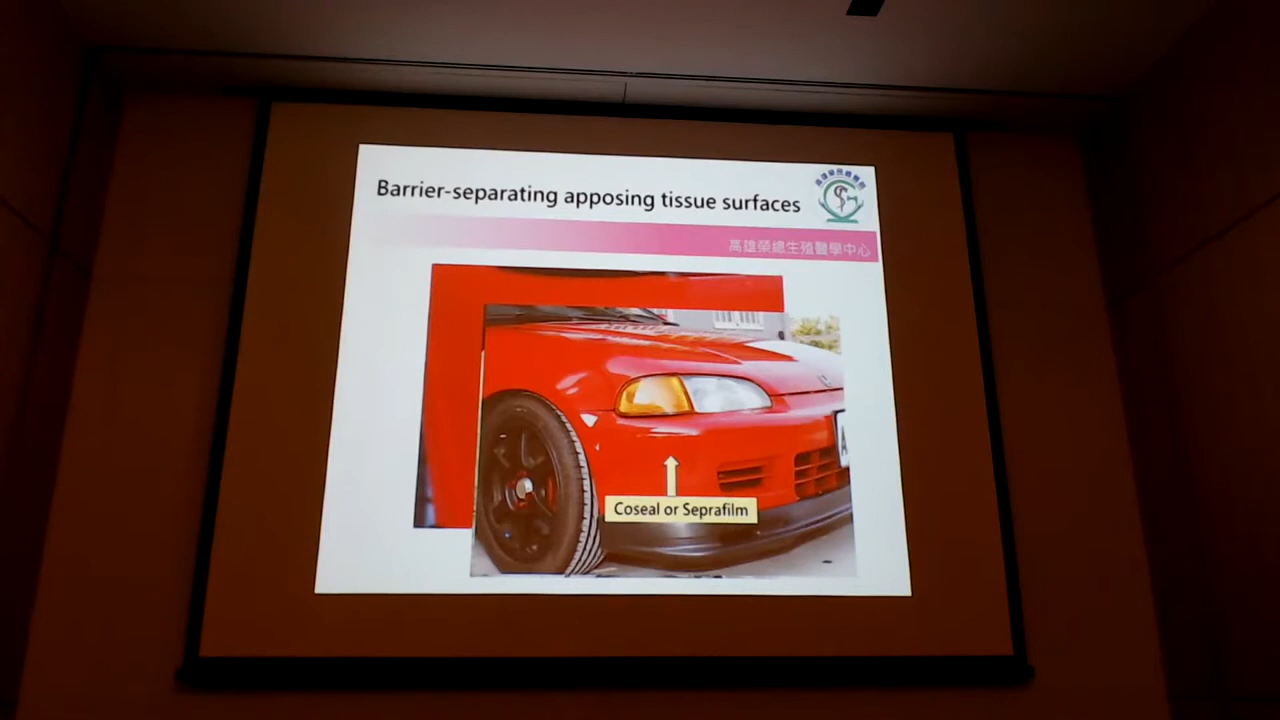 Barrier-separating apposing tissue surfaces
高雄榮總生殖醫學中心
Coseal or Seprafilm